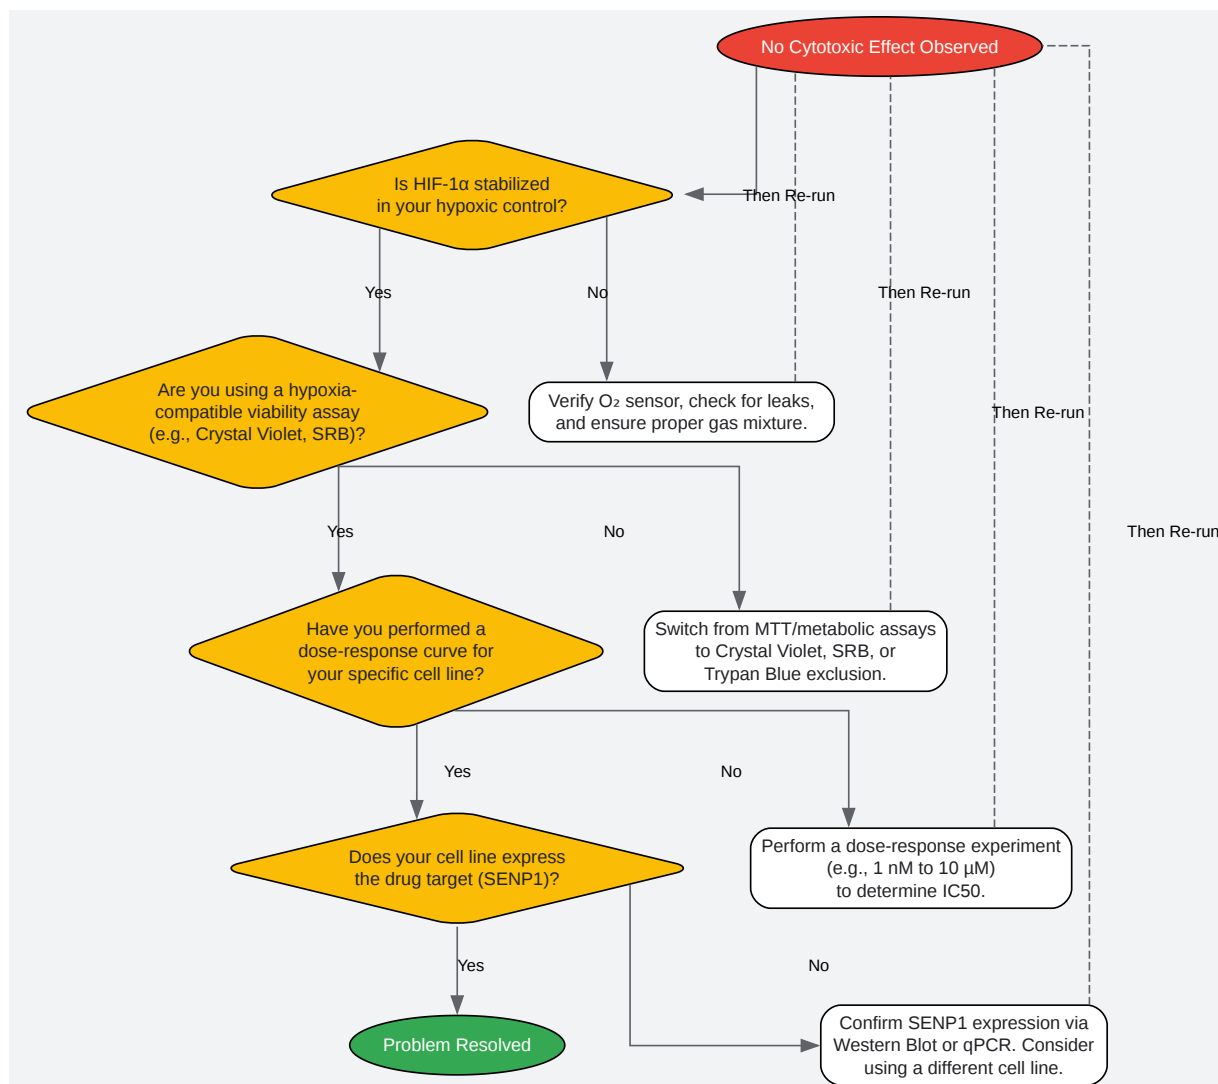 No Cytotoxic Effect Observed
Is HIF-1α stabilized
in your hypoxic control?
Then Re-run
Yes
No
Then Re-run
Are you using a hypoxia-
compatible viability assay
(e.g., Crystal Violet, SRB)?
Verify O₂ sensor, check for leaks,
and ensure proper gas mixture.
Then Re-run
Yes
No
Then Re-run
Have you performed a
dose-response curve for
your specific cell line?
Switch from MTT/metabolic assays
to Crystal Violet, SRB, or
Trypan Blue exclusion.
Yes
No
Does your cell line express
the drug target (SENP1)?
Perform a dose-response experiment
(e.g., 1 nM to 10 µM)
to determine IC50.
Yes
No
Problem Resolved
Confirm SENP1 expression via
Western Blot or qPCR. Consider
using a different cell line.